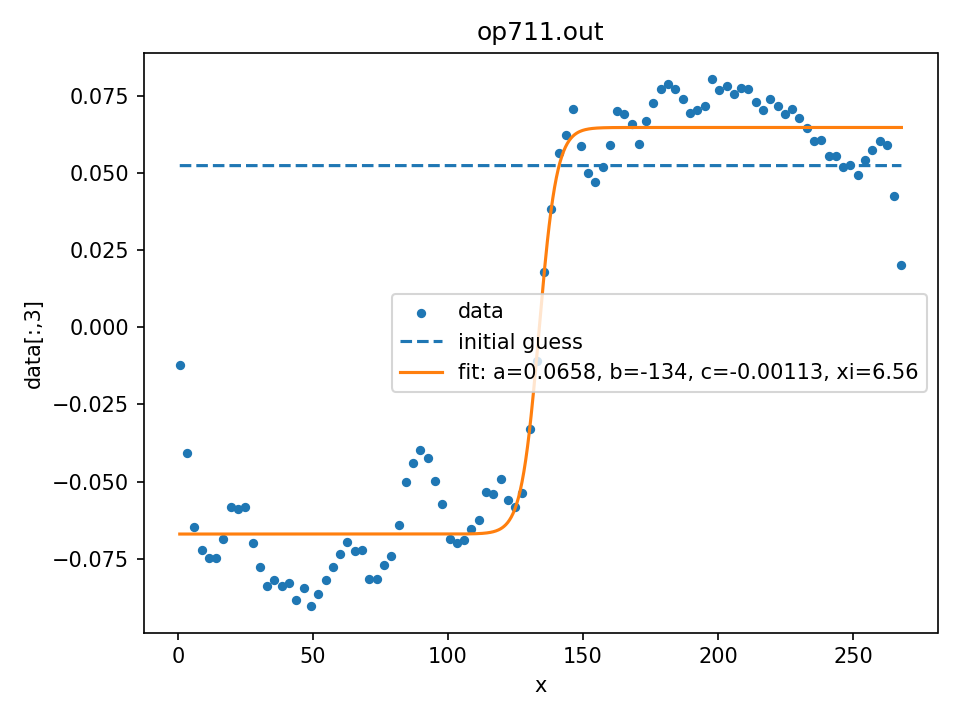 op711.out
data[:,3]
0.075
0.050
0.025
0.000
−0.025
−0.050
−0.075
data
initial guess
fit: a=0.0658, b=-134, c=-0.00113, xi=6.56
0 50 100 150 200 250
x